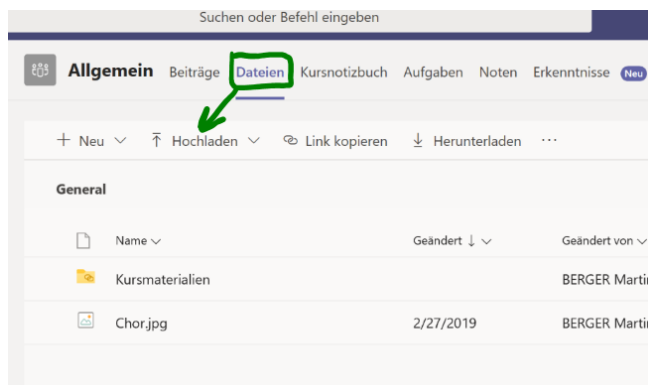 Suchen oder Befehl eingeben
Allgemein Beiträge Dateien Kursnotizbuch Aufgaben Noten Erkenntnisse Neu
+ Neu Hochladen Link kopieren Herunterladen ...
General
Name Geändert ↓ Geändert von
Kursmaterialien BERGER Martin
Chor.jpg 2/27/2019 BERGER Martin